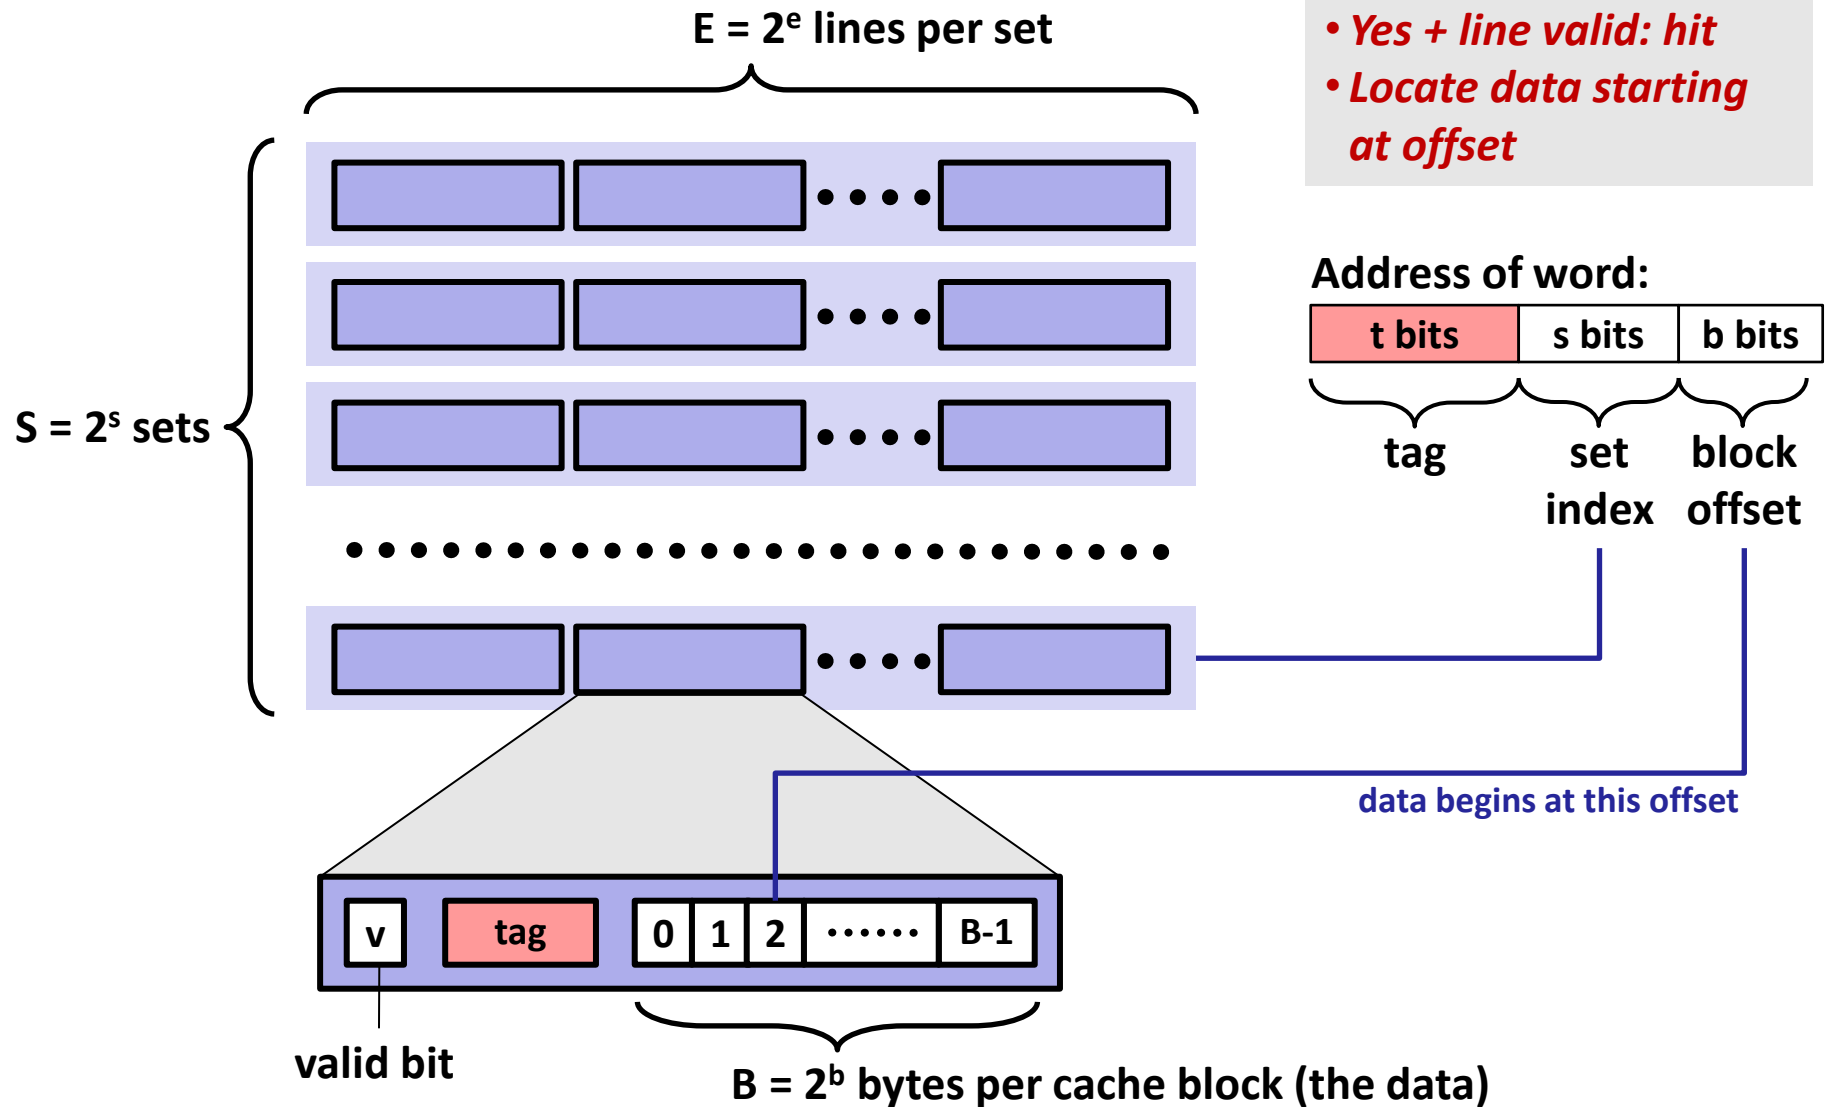 E = 2ᵉ lines per set
• Yes + line valid: hit
• Locate data starting
at offset
Address of word:
t bits s bits b bits
tag set block
index offset
S = 2ˢ sets
data begins at this offset
v tag 0 1 2 •••••• B-1
valid bit
B = 2ᵇ bytes per cache block (the data)